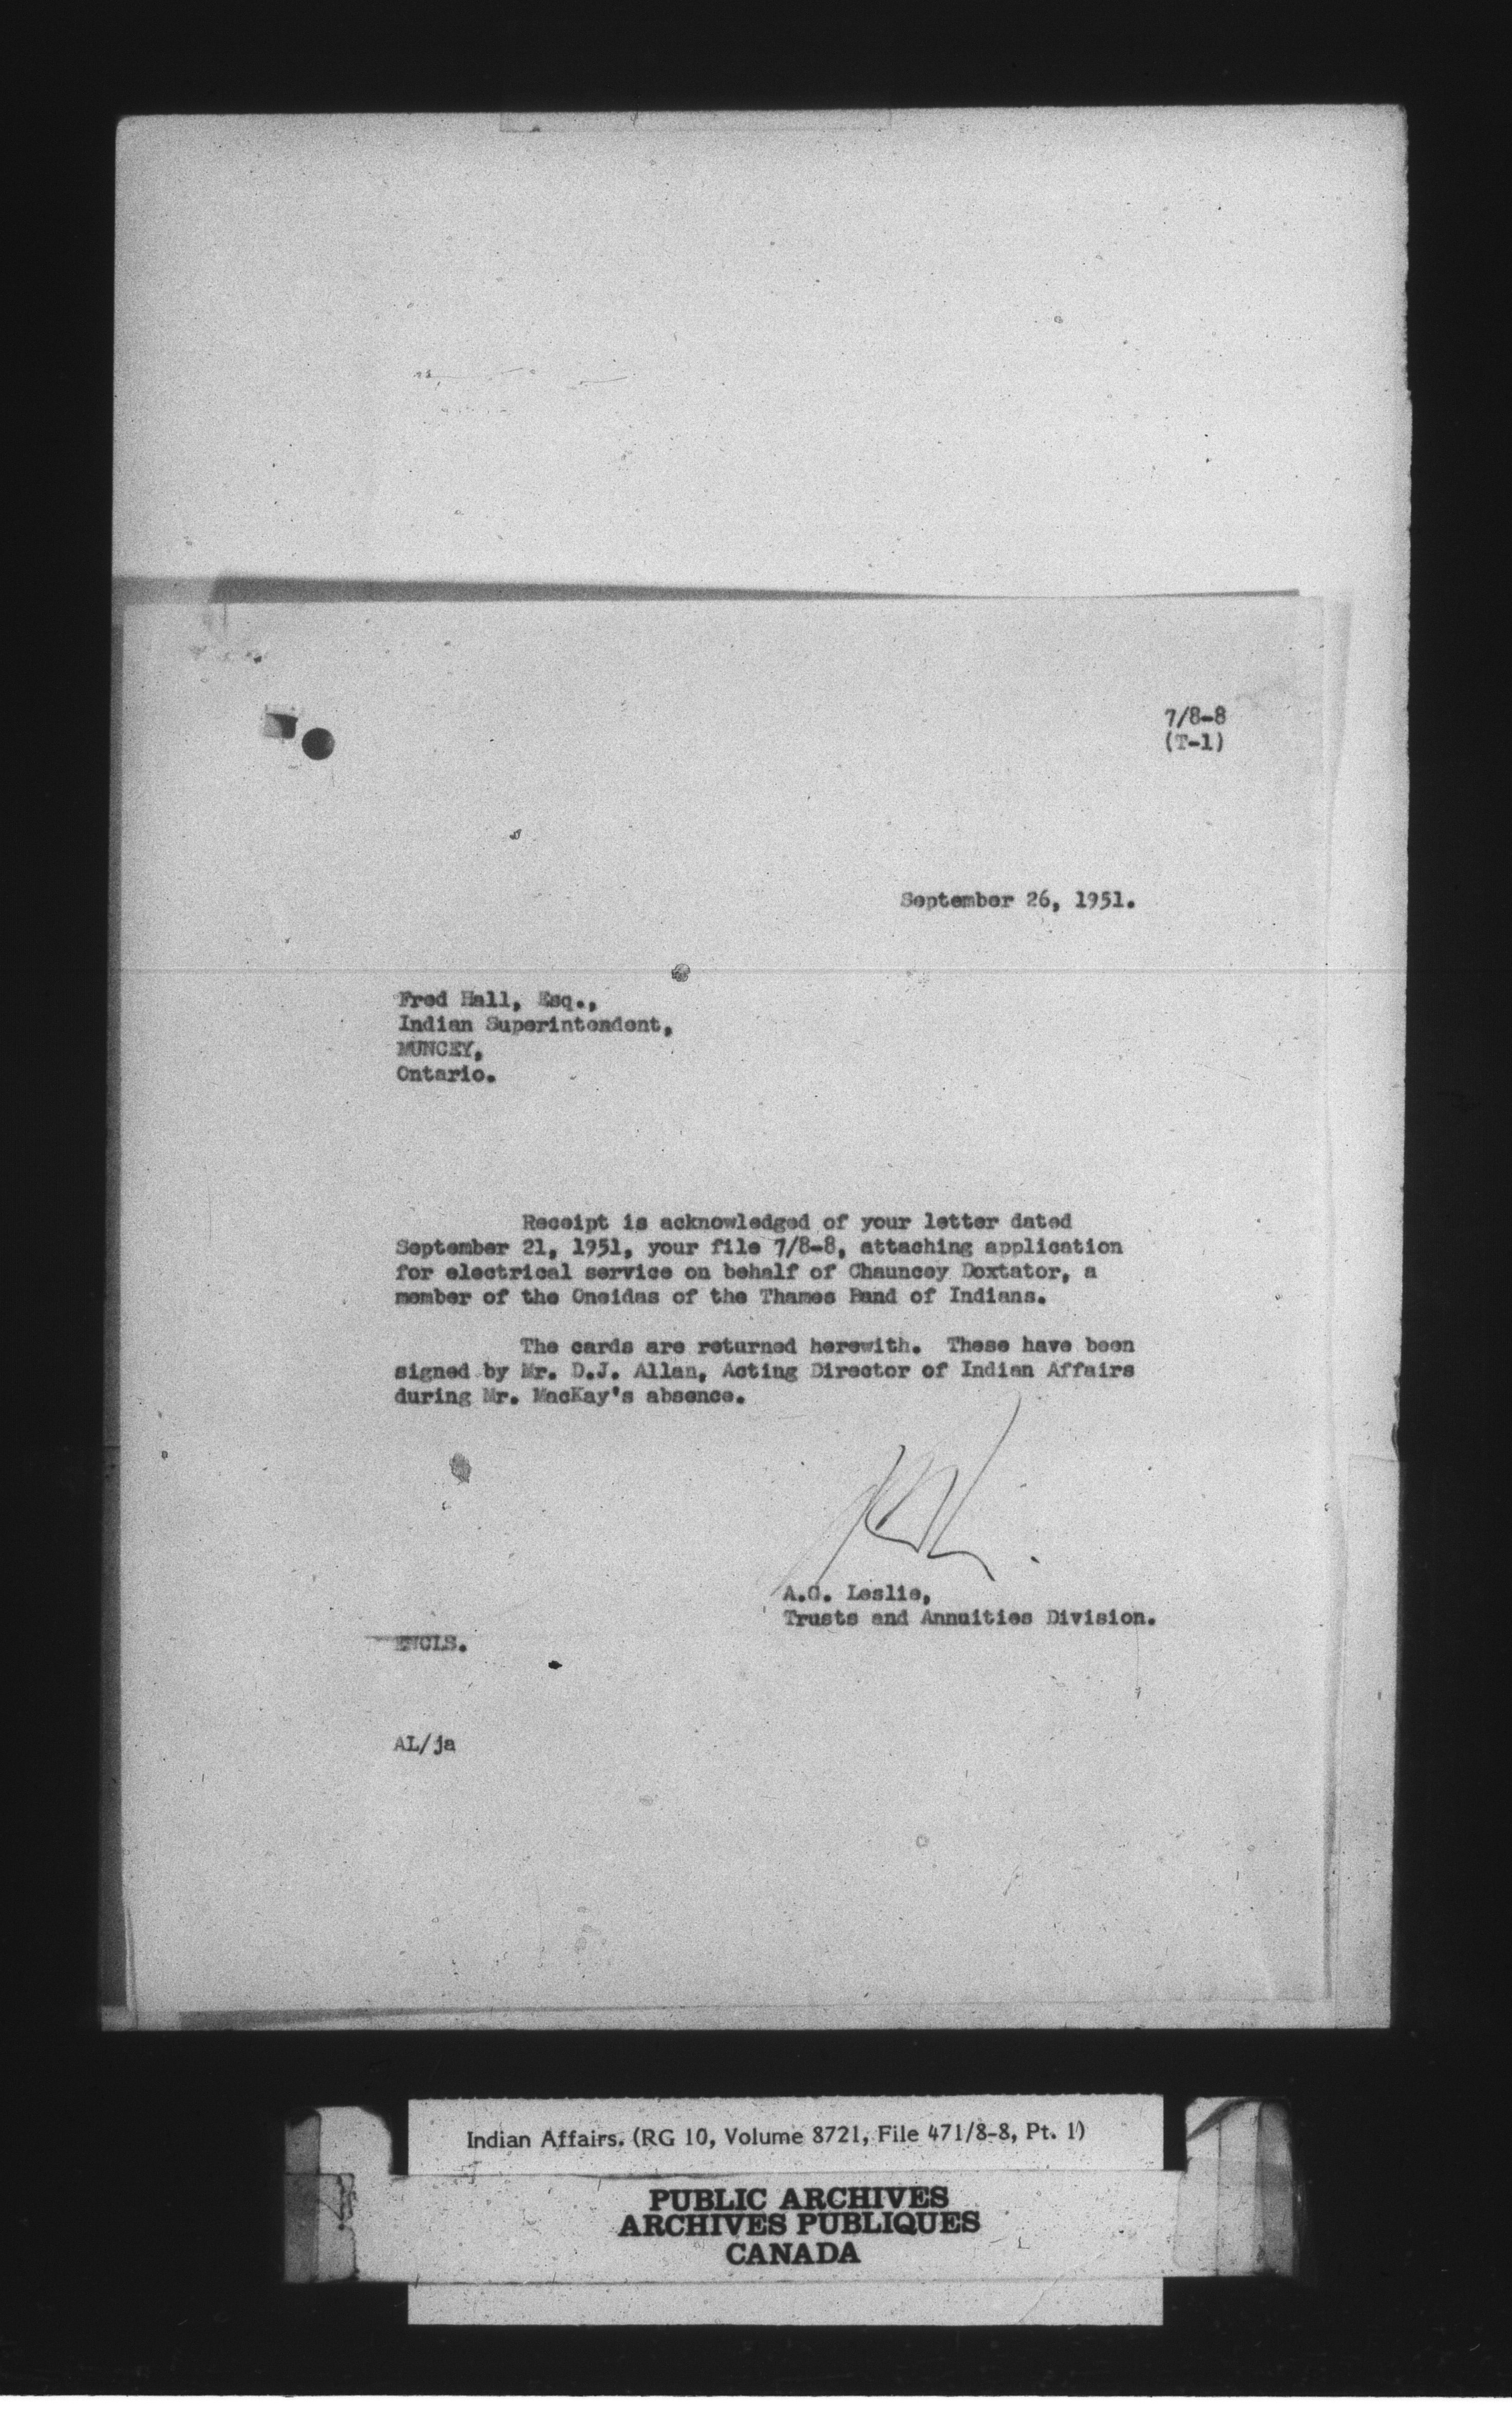 7/8-8
(T-1)
September 26, 1951.
Fred Hall, Esq.,
Indian Superintendent,
MUNCEY,
Ontario.
Receipt is acknowledged of your letter dated
September 21, 1951, your file 7/8-8, attaching application
for electrical service on behalf of Chauncey Doxtator, a
member of the Oneidas of the Thames Band of Indians.
The cards are returned herewith. These have been
signed by Mr. D.J. Allan, Acting Director of Indian Affairs
during Mr. MacKay's absence.
A.G. Leslie,
Trusts and Annuities Division.
ENCLS.
AL/ja
Indian Affairs. (RG 10, Volume 8721, File 471/8-8, Pt. 1)
PUBLIC ARCHIVES
ARCHIVES PUBLIQUES
CANADA